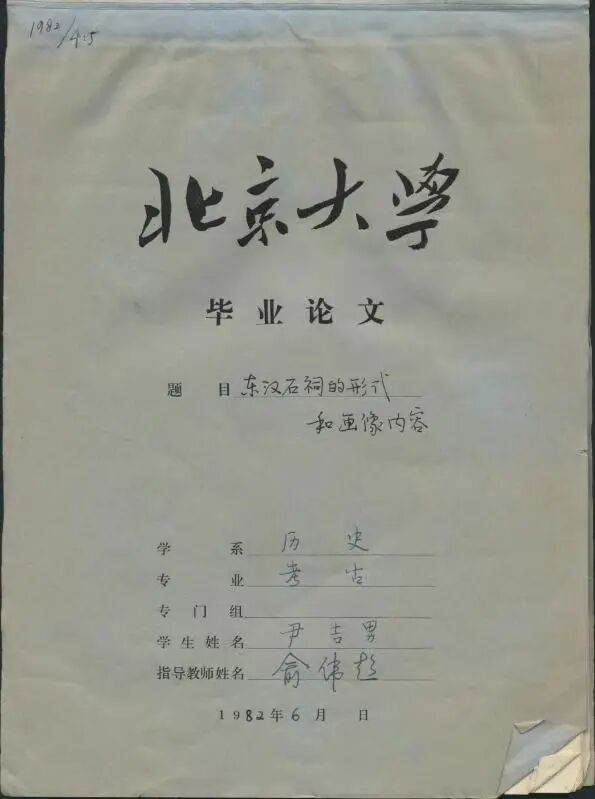 1982/4.5
北京大学
毕业论文
题 目 东汉石祠的形式
和画像内容
学 系 历 史
专 业 考 古
专 门 组
学生姓名 尹吉男
指导教师姓名 俞伟超
1982年6月 日